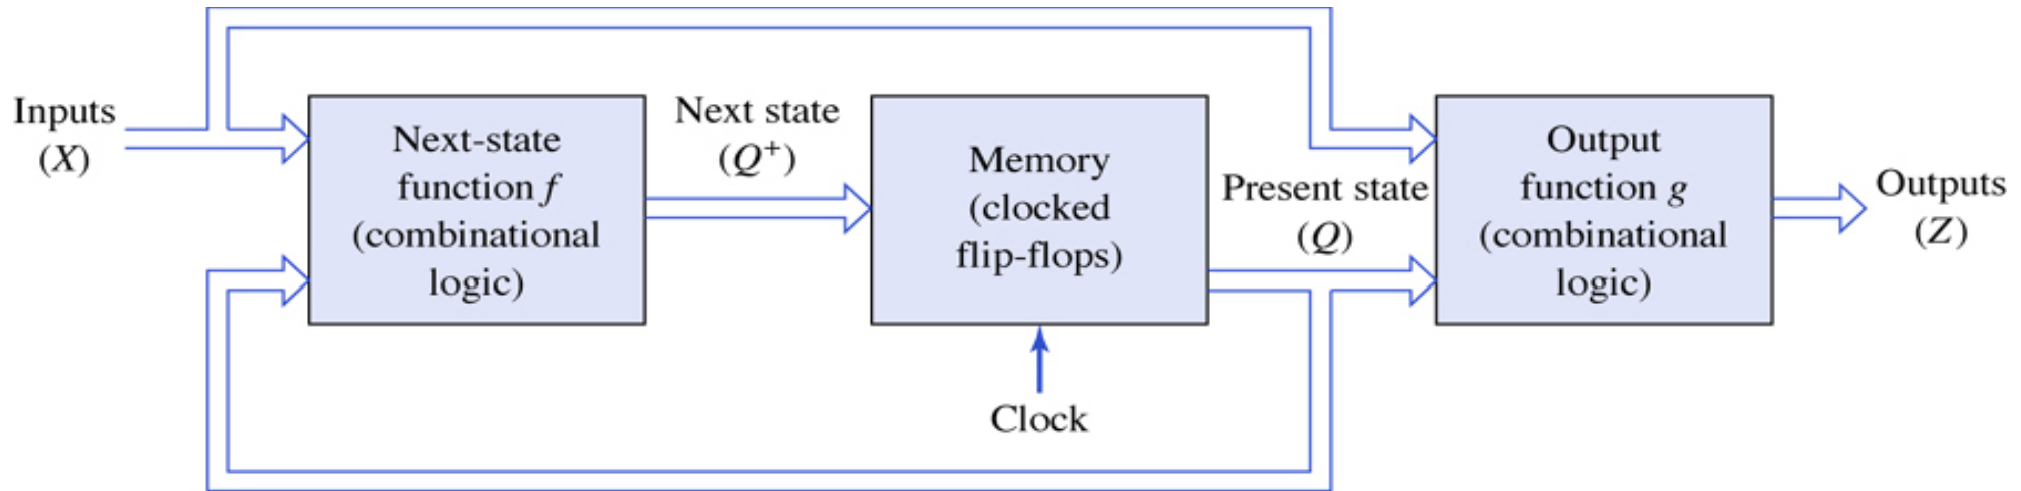 Inputs
(X)
Next-state
function f
(combinational
logic)
Next state
(Q⁺)
Memory
(clocked
flip-flops)
Clock
Present state
(Q)
Output
function g
(combinational
logic)
Outputs
(Z)